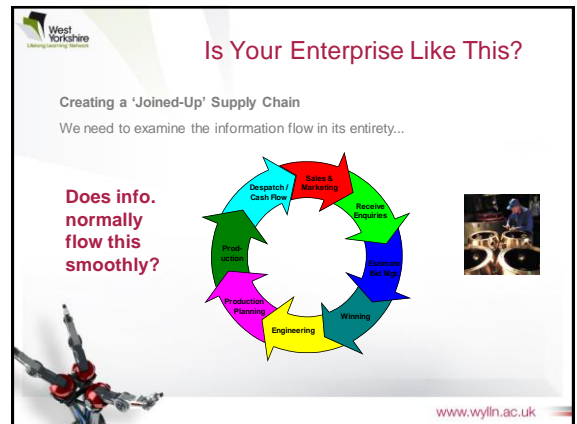 West
Yorkshire
Lifelong Learning Network
Is Your Enterprise Like This?
Creating a 'Joined-Up' Supply Chain
We need to examine the information flow in its entirety...
Does info.
normally
flow this
smoothly?
Sales &
Marketing
Receive
Enquiries
Winning
Engineering
Production
Planning
Prod-
uction
Despatch /
Cash Flow
www.wylln.ac.uk